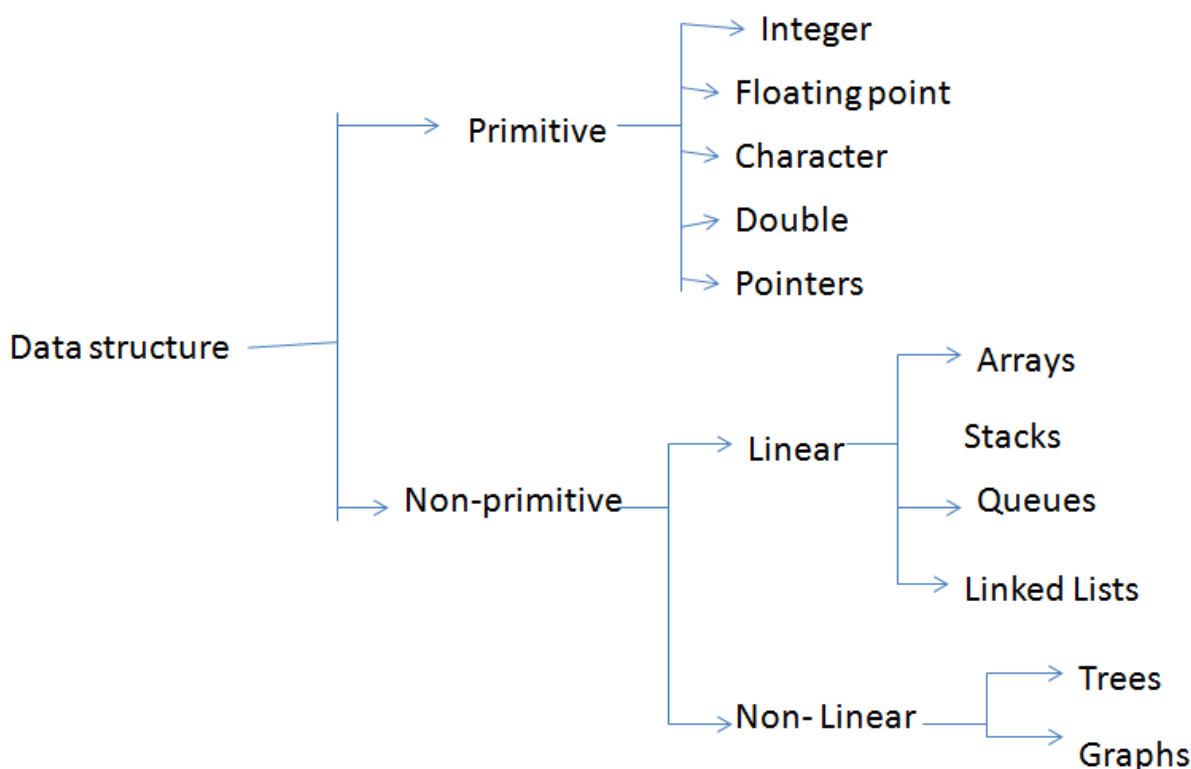 Integer
Floating point
Primitive
Character
Double
Pointers
Data structure
Arrays
Stacks
Linear
Non-primitive
Queues
Linked Lists
Trees
Non- Linear
Graphs